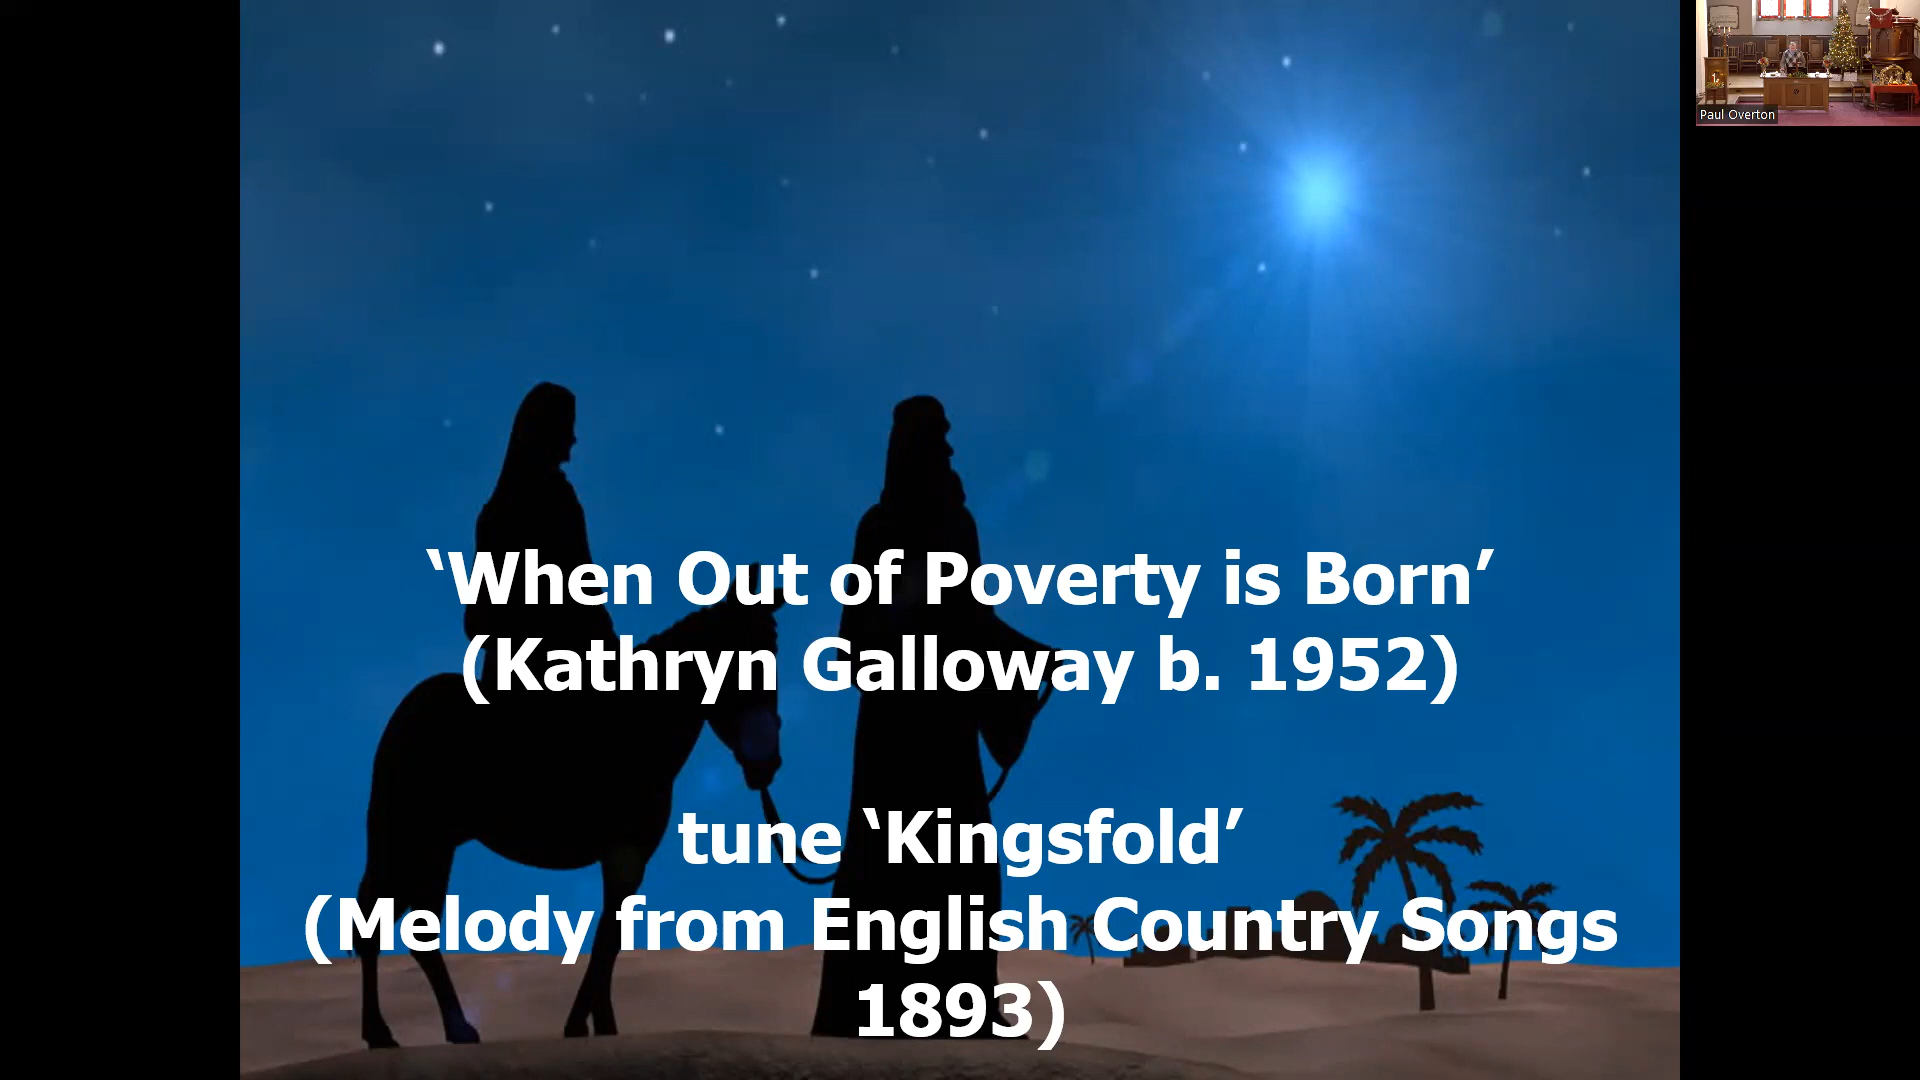 ‘When Out of Poverty is Born’
(Kathryn Galloway b. 1952)
tune ‘Kingsfold’
(Melody from English Country Songs
1893)
Paul Overton